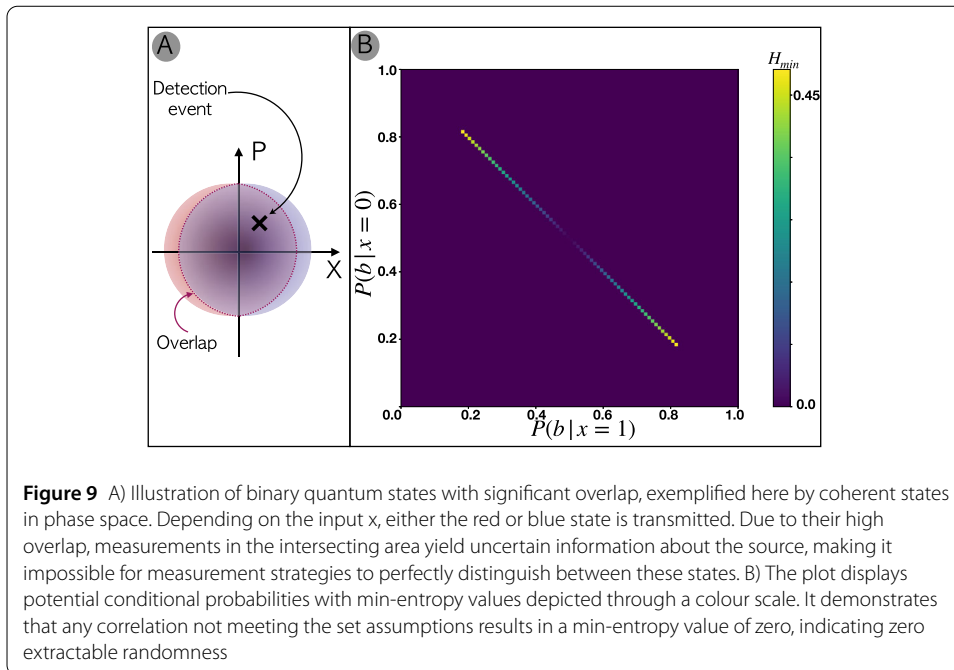 A
B
Detection
event
P
X
Overlap
H_min
0.45
0.0
P(b|x = 0)
1.0
0.8
0.6
0.4
0.2
0.0 0.2 0.4 0.6 0.8 1.0
P(b|x = 1)
Figure 9 A) Illustration of binary quantum states with significant overlap, exemplified here by coherent states
in phase space. Depending on the input x, either the red or blue state is transmitted. Due to their high
overlap, measurements in the intersecting area yield uncertain information about the source, making it
impossible for measurement strategies to perfectly distinguish between these states. B) The plot displays
potential conditional probabilities with min-entropy values depicted through a colour scale. It demonstrates
that any correlation not meeting the set assumptions results in a min-entropy value of zero, indicating zero
extractable randomness